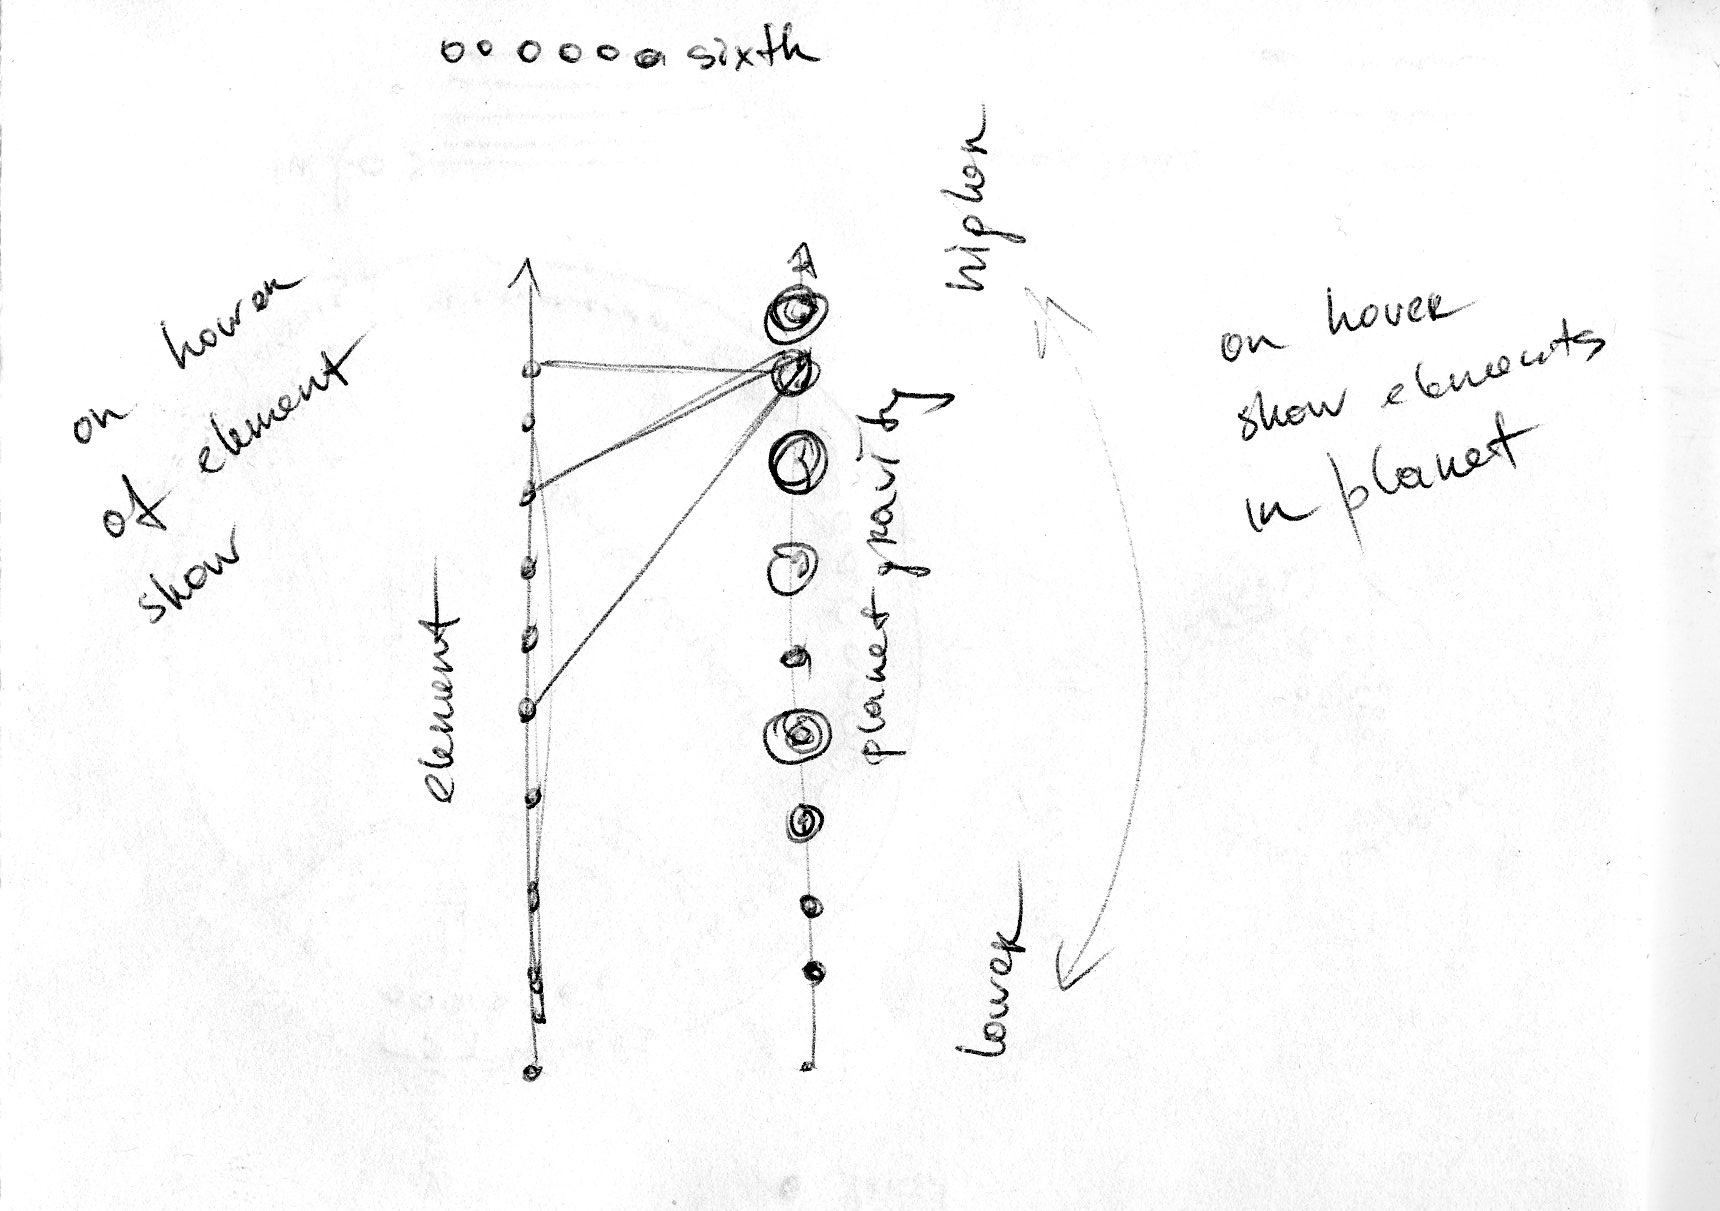 sixth
higher
on hover
of element
show
element
planet gravity
on hover
show elements
in planet
lower